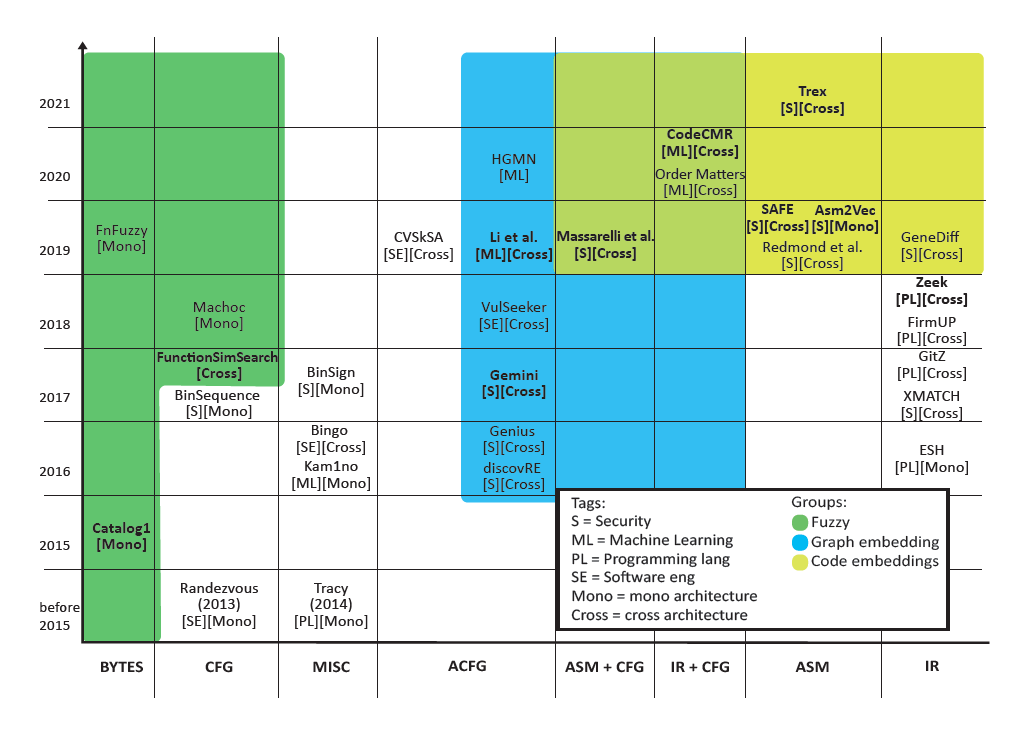 2021
Trex
[S][Cross]
2020
HGMN
[ML]
CodeCMR
[ML][Cross]
Order Matters
[ML][Cross]
2019
FnFuzzy
[Mono]
CVSkSA
[SE][Cross]
Li et al.
[ML][Cross]
Massarelli et al.
[S][Cross]
SAFE
[S][Cross]
Asm2Vec
[S][Mono]
Redmond et al.
[S][Cross]
GeneDiff
[S][Cross]
2018
Machoc
[Mono]
VulSeeker
[SE][Cross]
Zeek
[PL][Cross]
FirmUP
[PL][Cross]
2017
FunctionSimSearch
[Cross]
BinSequence
[S][Mono]
BinSign
[S][Mono]
Gemini
[S][Cross]
GitZ
[PL][Cross]
XMATCH
[S][Cross]
2016
Bingo
[SE][Cross]
Kam1no
[ML][Mono]
Genius
[S][Cross]
discovRE
[S][Cross]
ESH
[PL][Mono]
2015
Catalog1
[Mono]
before
2015
Randezvous
(2013)
[SE][Mono]
Tracy
(2014)
[PL][Mono]
Tags:
S = Security
ML = Machine Learning
PL = Programming lang
SE = Software eng
Mono = mono architecture
Cross = cross architecture
Groups:
Fuzzy
Graph embedding
Code embeddings
BYTES
CFG
MISC
ACFG
ASM + CFG
IR + CFG
ASM
IR